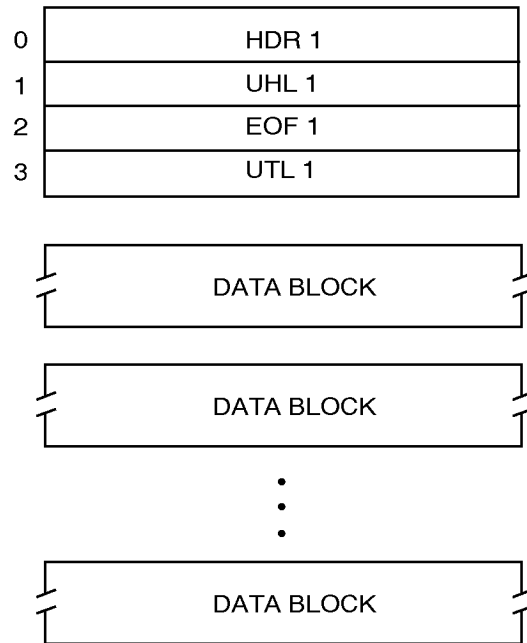 0 HDR 1
1 UHL 1
2 EOF 1
3 UTL 1
DATA BLOCK
DATA BLOCK
DATA BLOCK